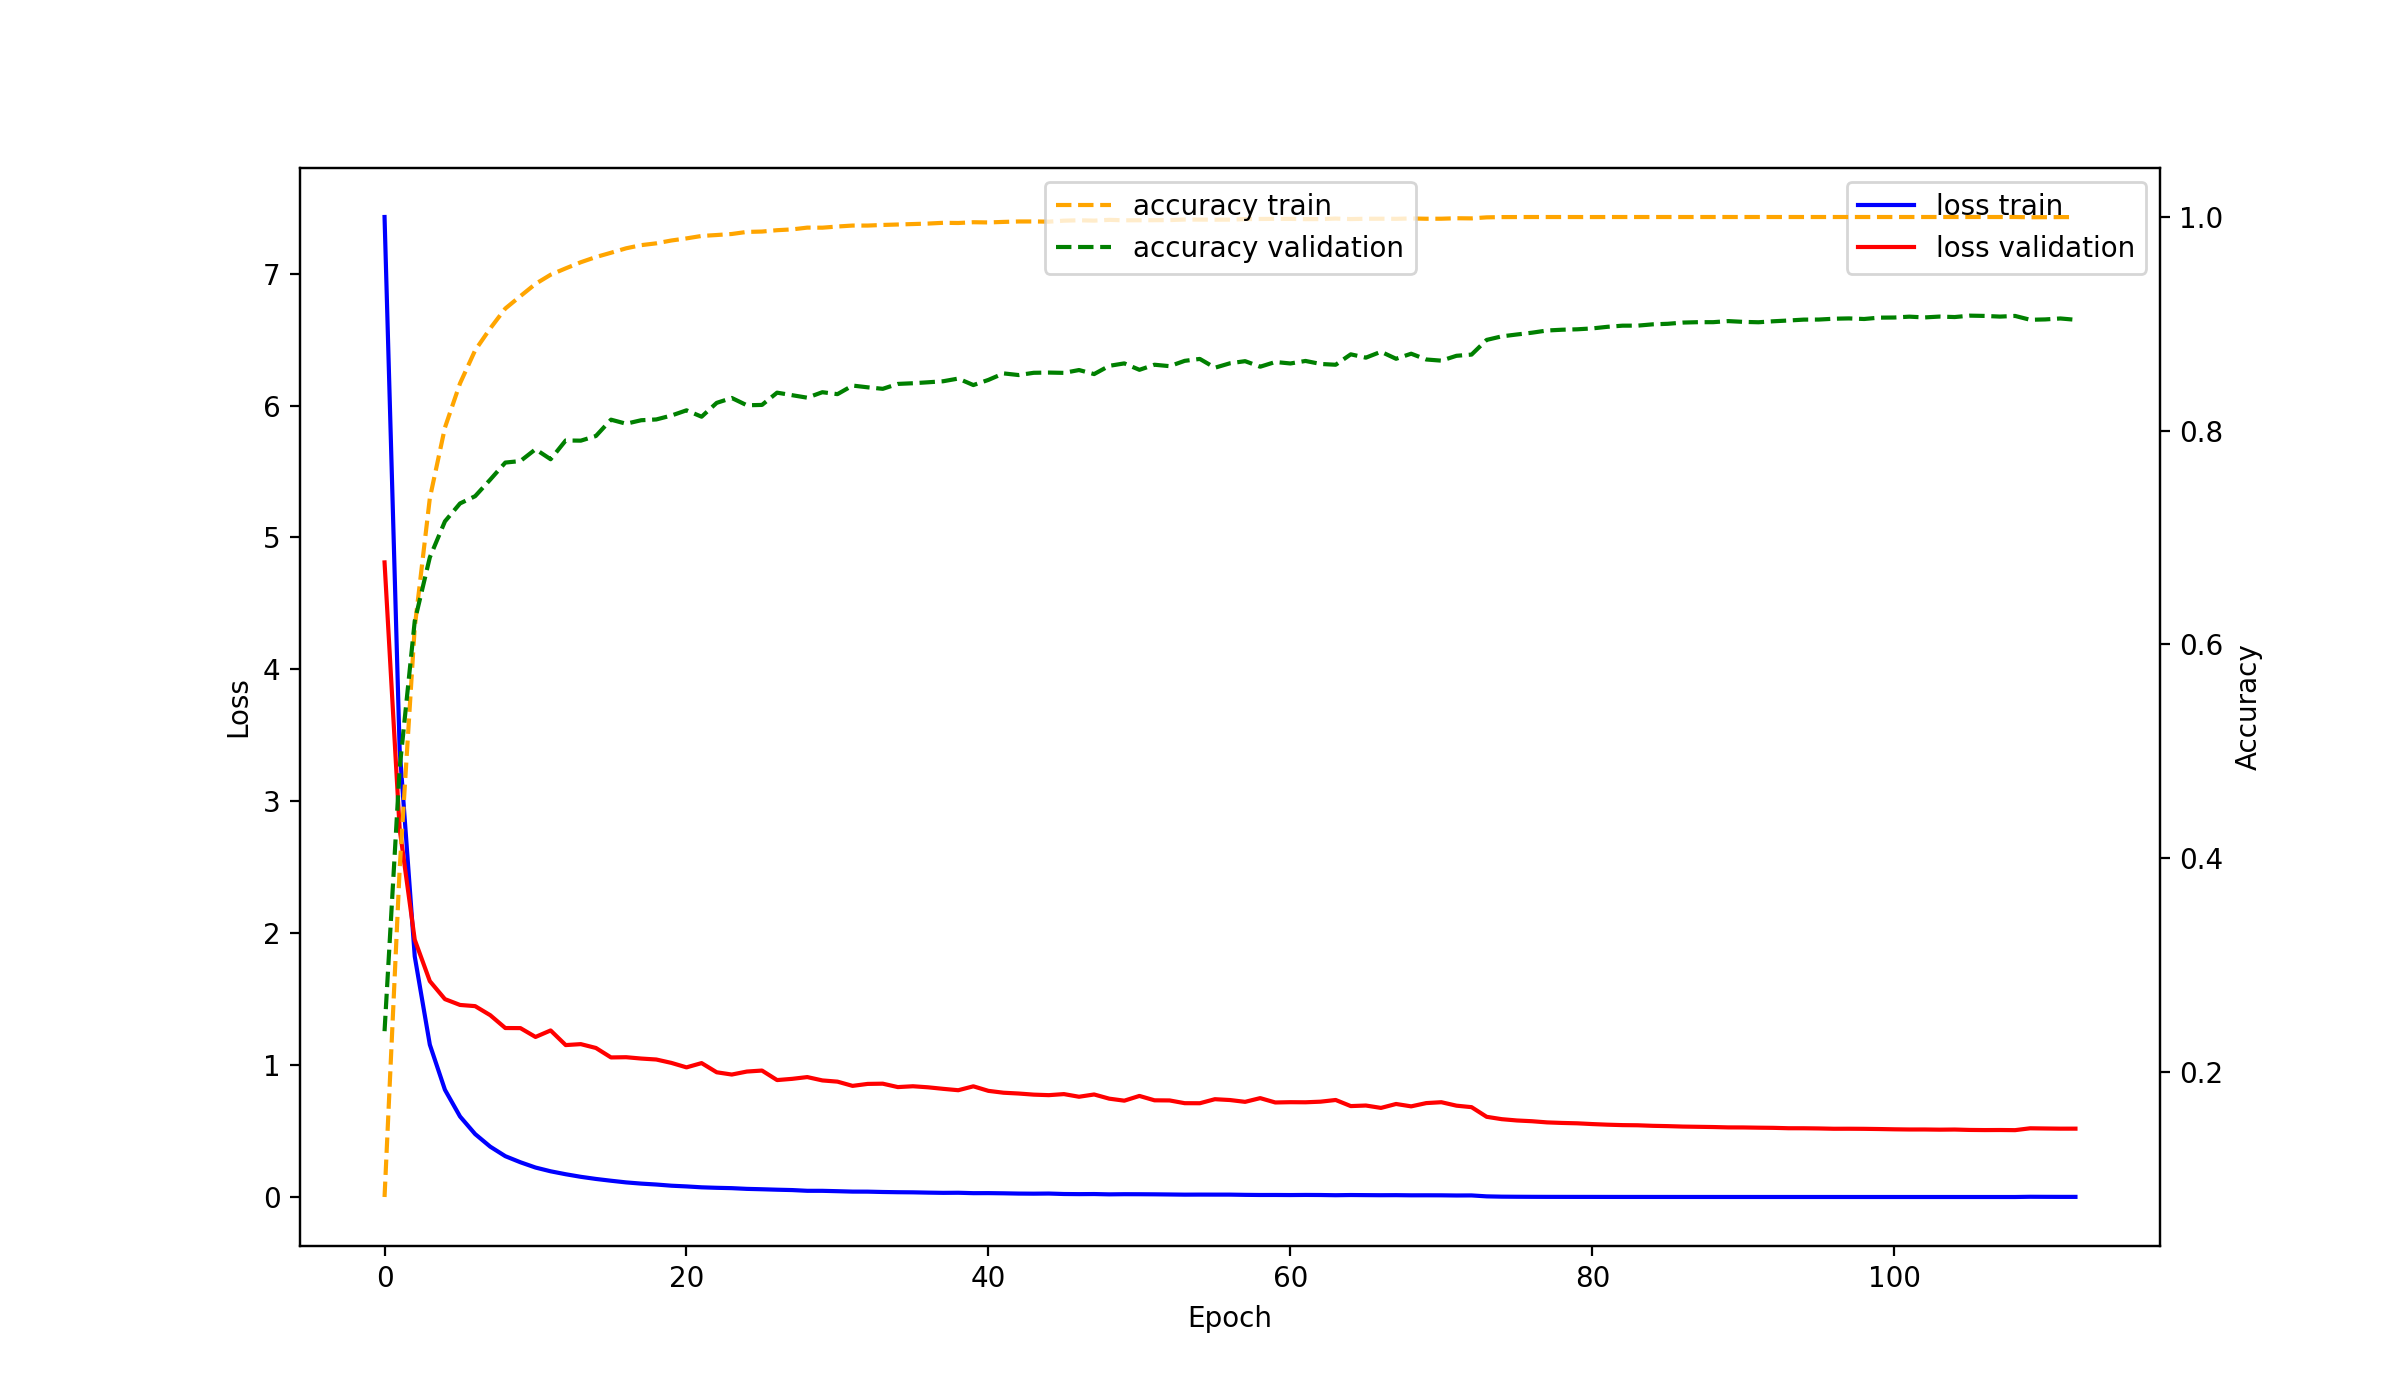 accuracy train
accuracy validation
loss train
loss validation
7
6
5
4
3
2
1
0
Loss
1.0
0.8
0.6
0.4
0.2
Accuracy
0 20 40 60 80 100
Epoch